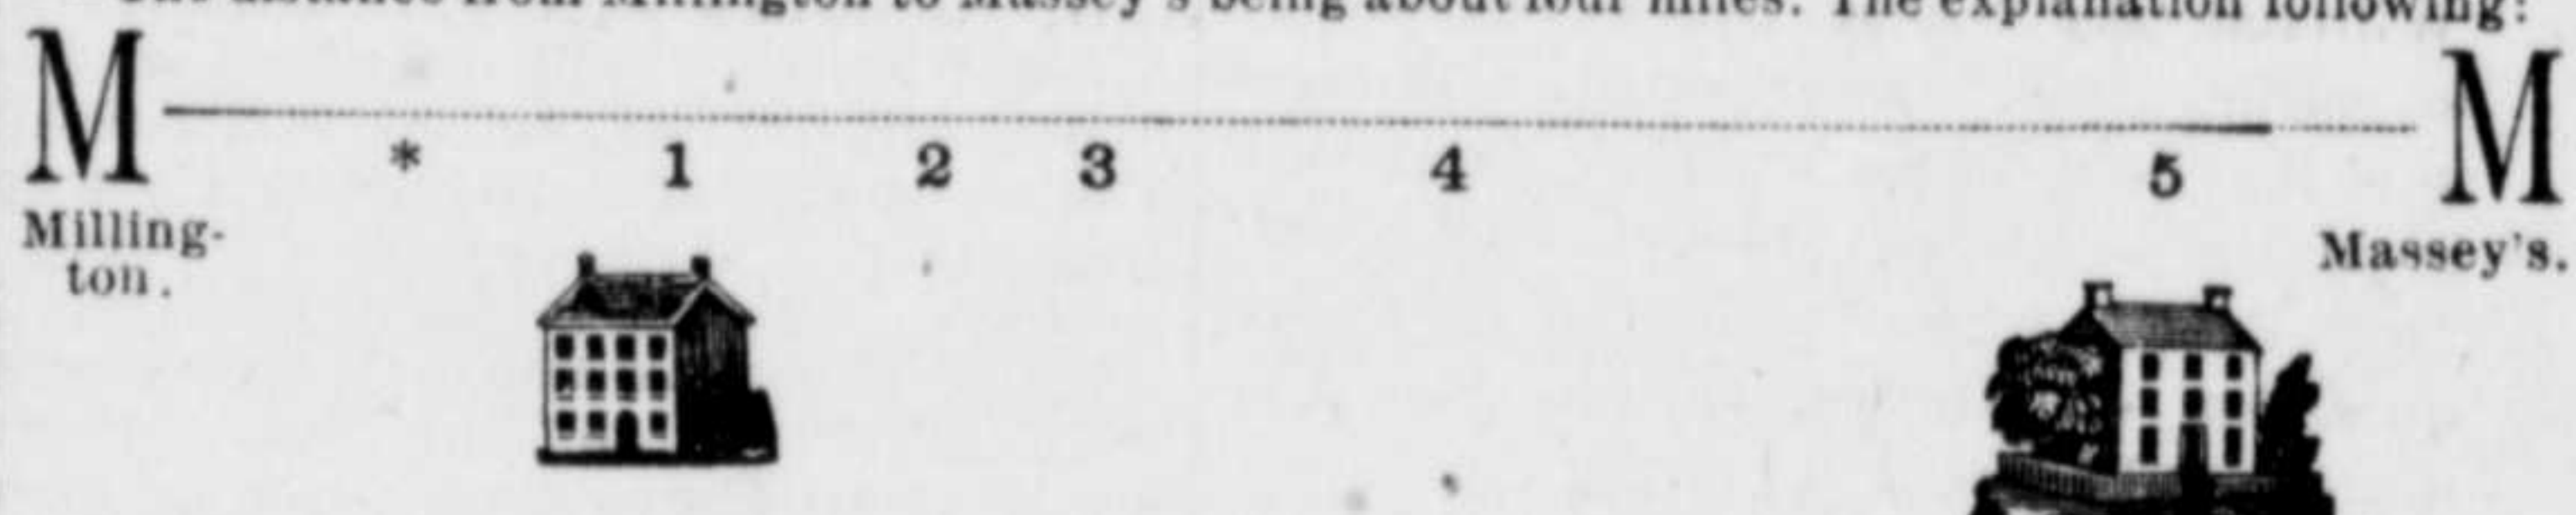 distance from Millington to Massey's being about four miles. The explanation following:
M M
* 1 2 3 4 5
Milling-
ton.
Massey's.